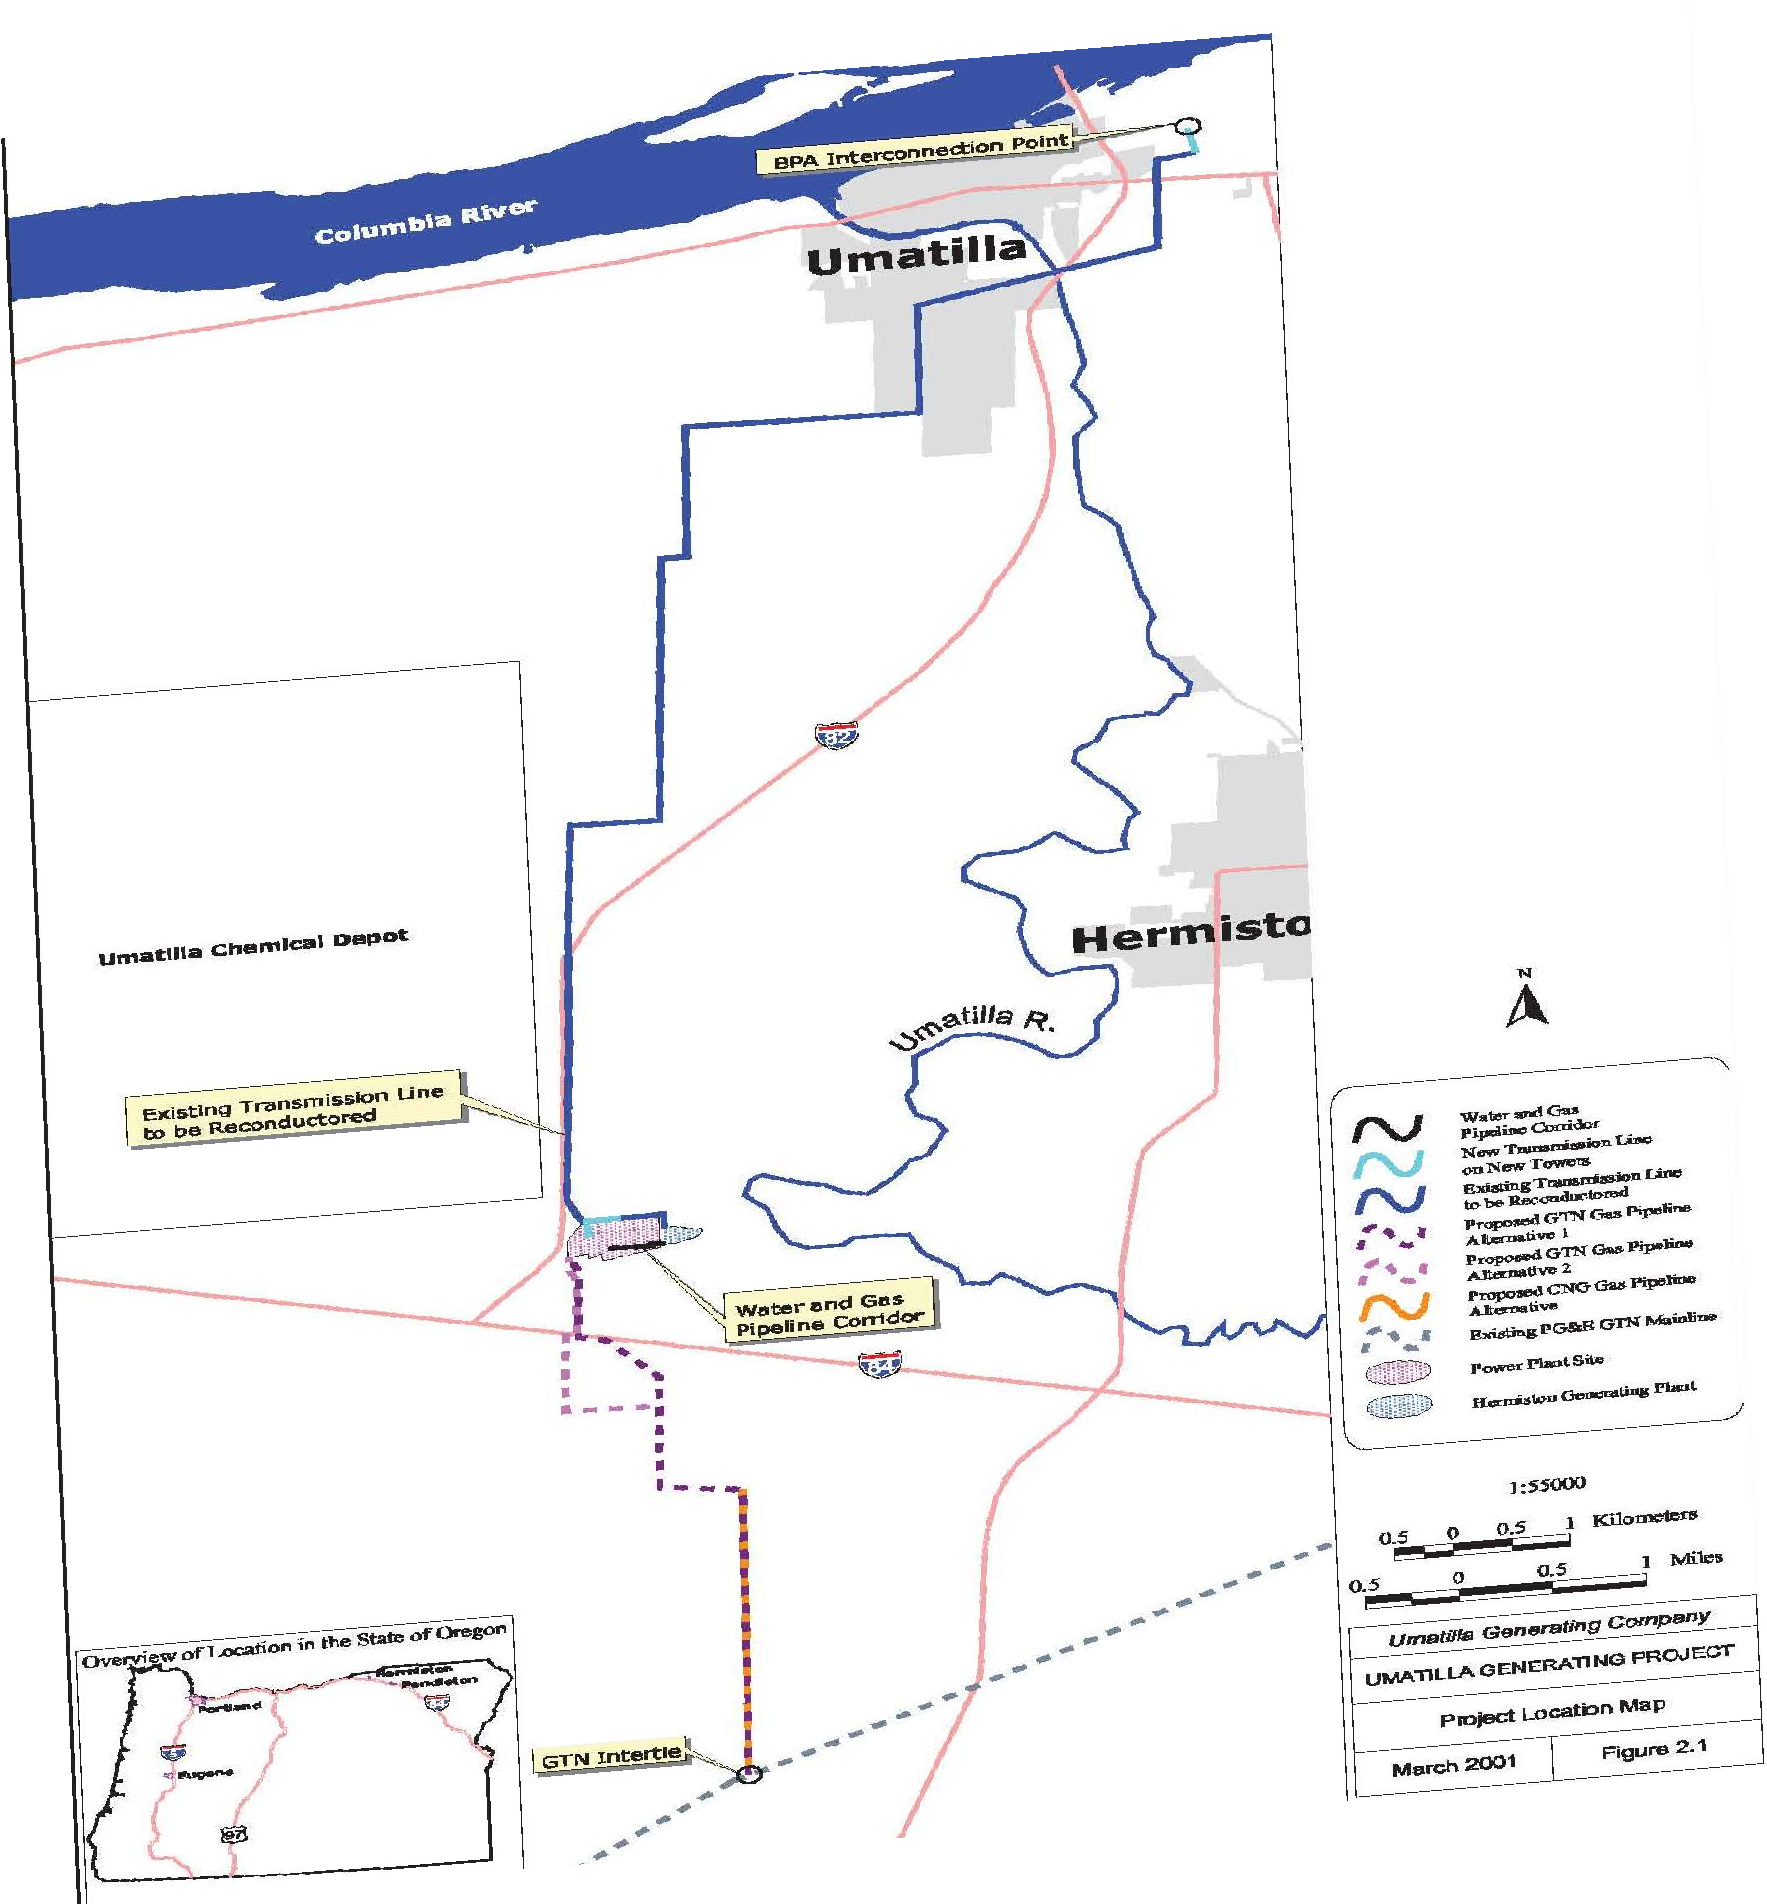 BPA Interconnection Point
Columbia River
Umatilla
82
Umatilla Chemical Depot
Hermisto
Umatilla R.
Existing Transmission Line
to be Reconductored
Water and Gas
Pipeline Corridor
84
GTN Intertie
N
Water and Gas
Pipeline Corridor
New Transmission Line
on New Towers
Existing Transmission Line
to be Reconductored
Proposed GTN Gas Pipeline
Alternative 1
Proposed GTN Gas Pipeline
Alternative 2
Proposed CNG Gas Pipeline
Alternative
Existing PG&E GTN Mainline
Power Plant Site
Hermiston Generating Plant
1:55000
0.5 0 0.5 1 Kilometers
0.5 0 0.5 1 Miles
Umatilla Generating Company
UMATILLA GENERATING PROJECT
Project Location Map
March 2001
Figure 2.1
Overview of Location in the State of Oregon
Hermiston
Pendleton
84
Portland
5
Eugene
97